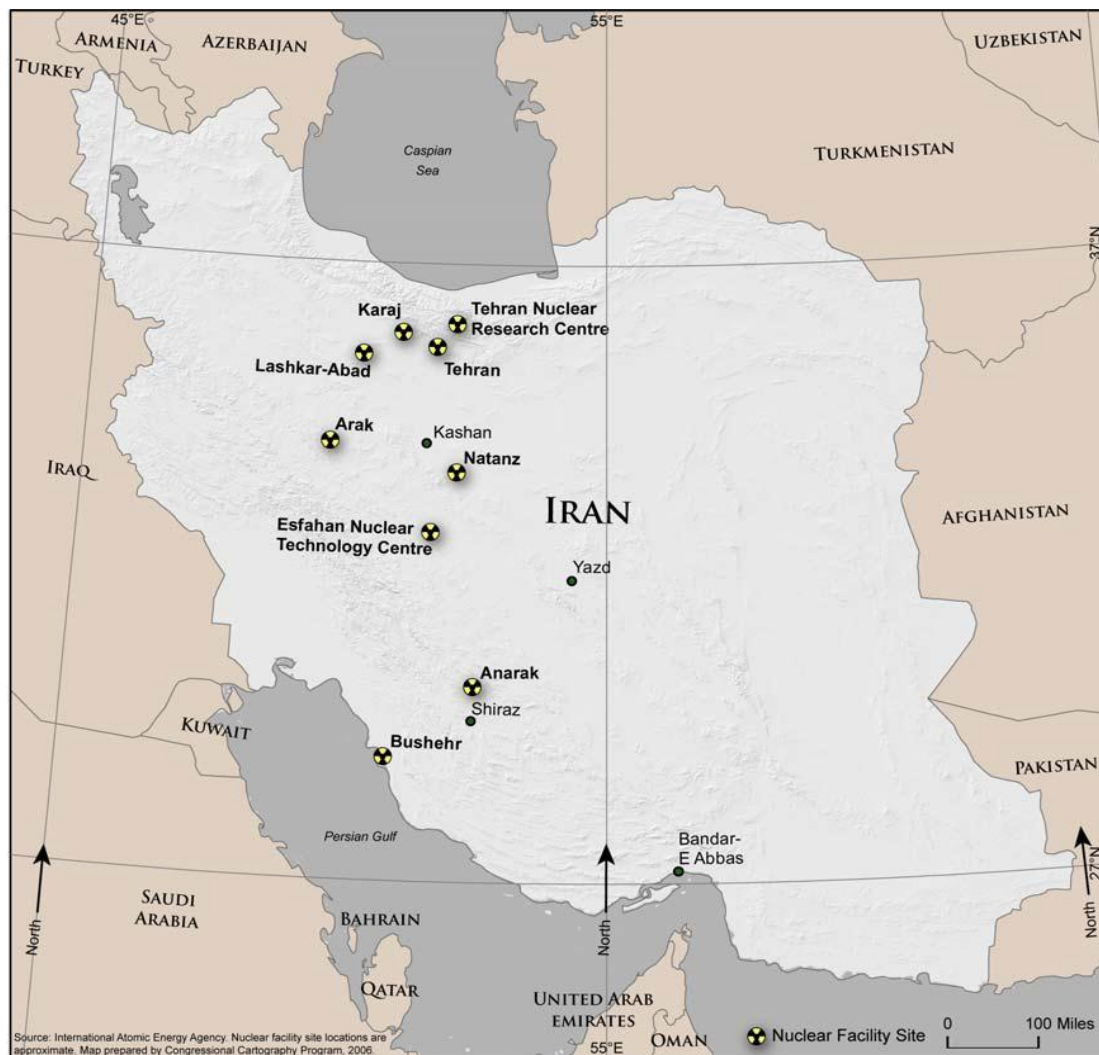 45°E
55°E
ARMENIA
AZERBAIJAN
UZBEKISTAN
TURKEY
Caspian
Sea
TURKMENISTAN
37°N
Karaj
Tehran Nuclear
Research Centre
Lashkar-Abad
Tehran
Arak
Kashan
Natanz
IRAQ
IRAN
AFGHANISTAN
Esfahan Nuclear
Technology Centre
Yazd
Anarak
Shiraz
KUWAIT
Bushehr
PAKISTAN
Persian Gulf
Bandar-
E Abbas
27°N
SAUDI
ARABIA
BAHRAIN
North
North
North
QATAR
UNITED ARAB
EMIRATES
OMAN
Nuclear Facility Site
0 100 Miles
55°E
Source: International Atomic Energy Agency. Nuclear facility site locations are
approximate. Map prepared by Congressional Cartography Program, 2006.